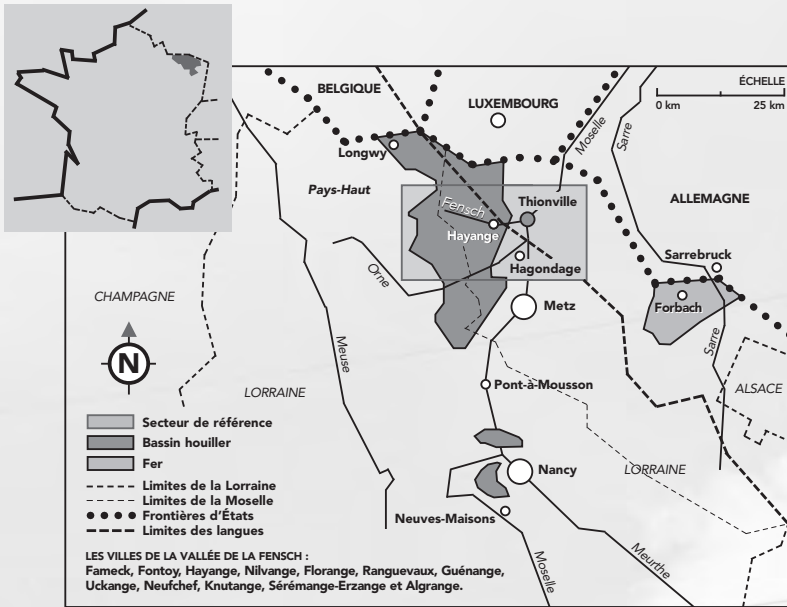 BELGIQUE
LUXEMBOURG
ÉCHELLE
0 km
25 km
Moselle
Sarre
Longwy
Pays-Haut
Fensch
Thionville
ALLEMAGNE
Hayange
Sarrebruck
Hagondage
Orne
CHAMPAGNE
Metz
Forbach
N
Meuse
Sarre
LORRAINE
Pont-à-Mousson
ALSACE
Secteur de référence
Bassin houiller
Fer
Nancy
LORRAINE
Limites de la Lorraine
Limites de la Moselle
Frontières d'États
Limites des langues
Neuves-Maisons
Moselle
Meurthe
LES VILLES DE LA VALLÉE DE LA FENSCH :
Fameck, Fontoy, Hayange, Nilvange, Florange, Ranguevaux, Guénange,
Uckange, Neufchef, Knutange, Sérémange-Erzange et Algrange.